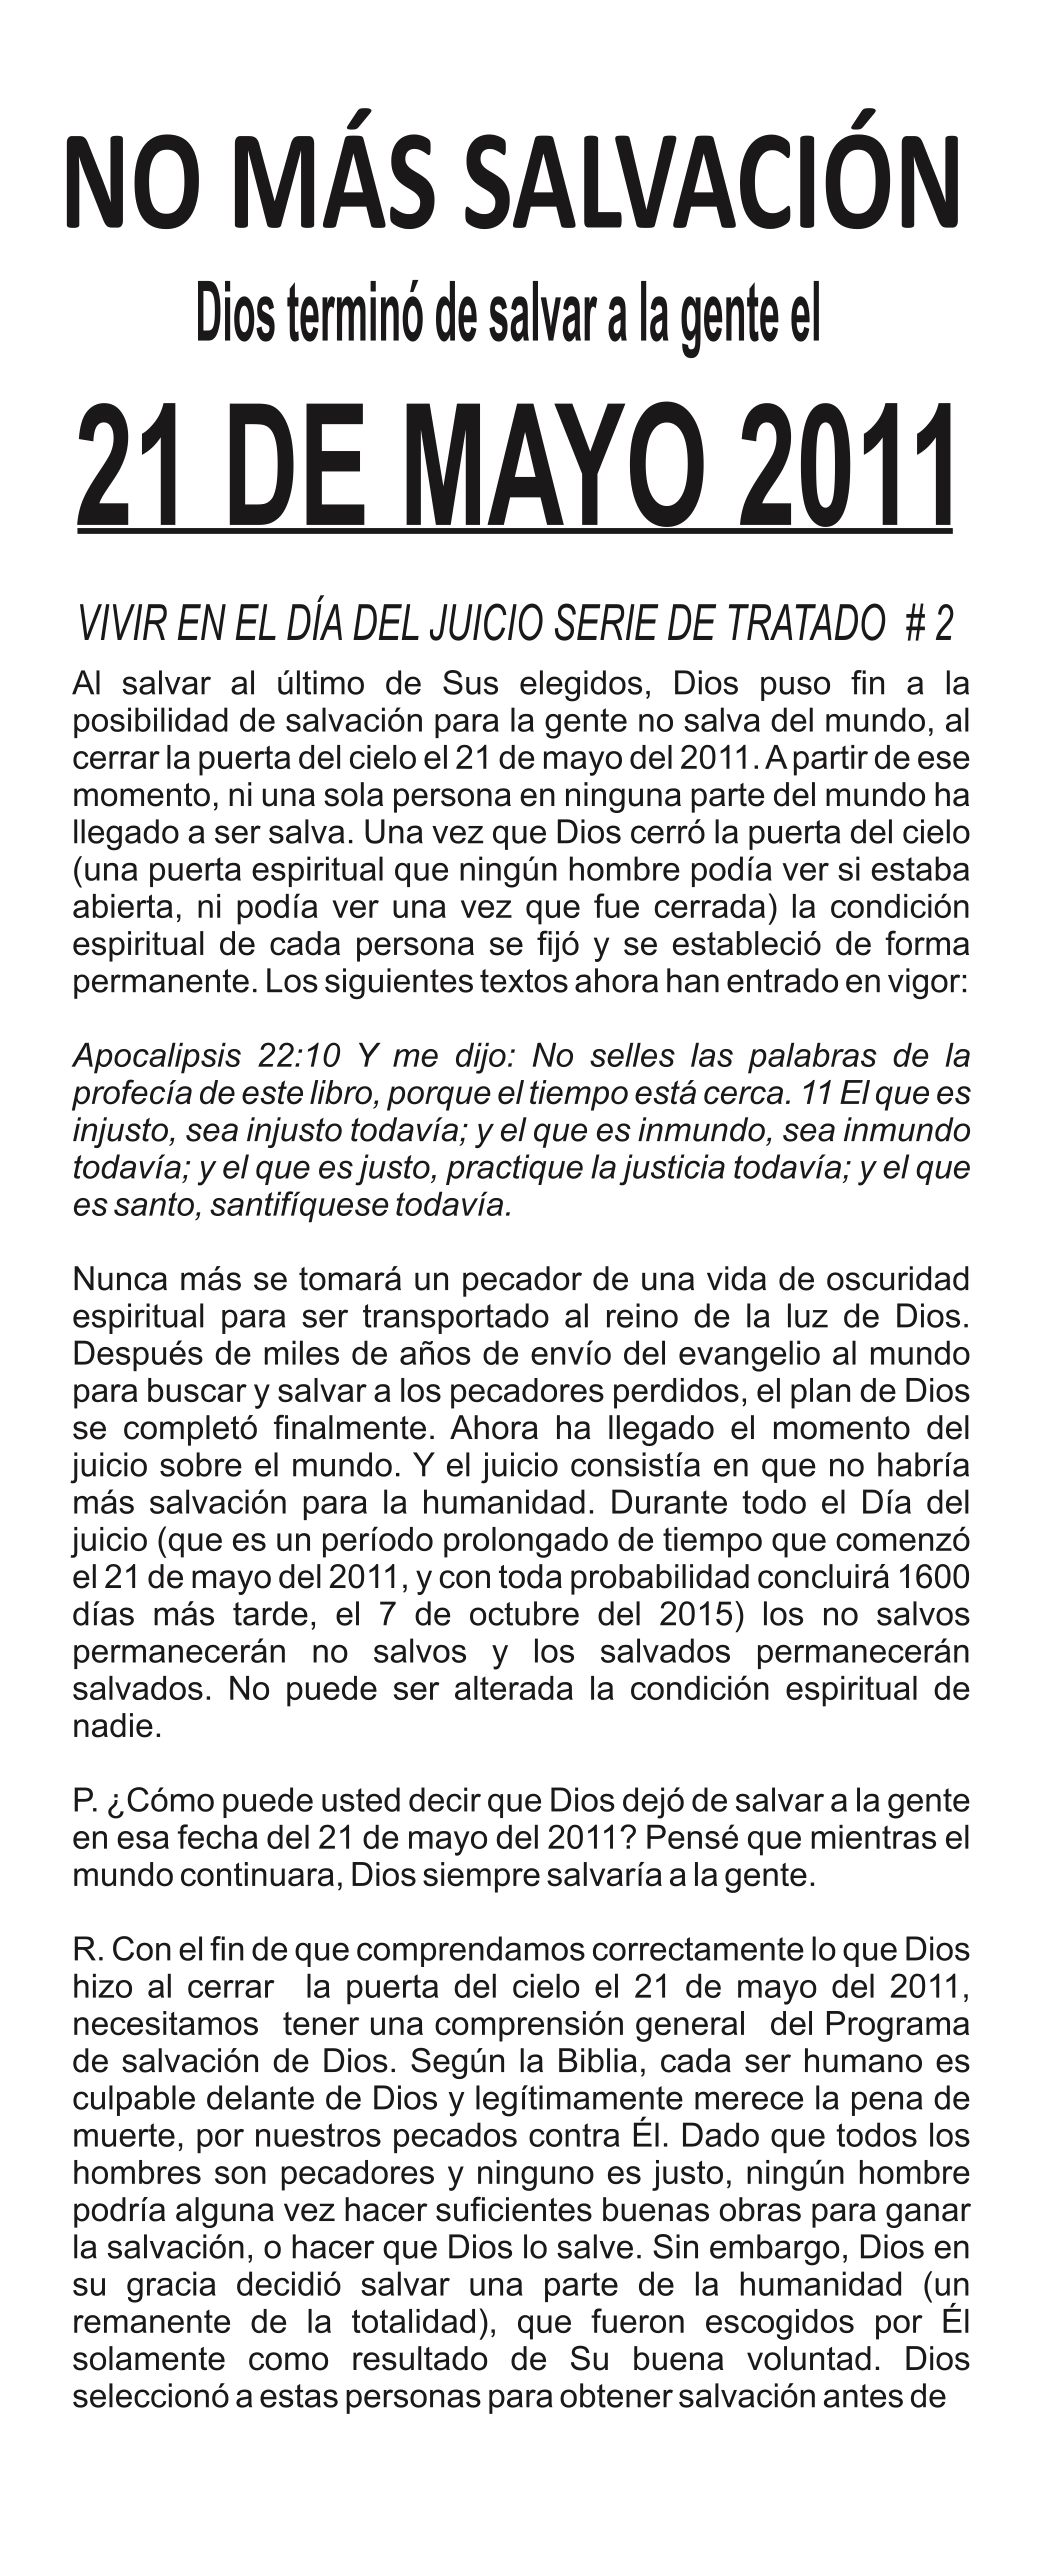 NO MÁS SALVACIÓN
Dios terminó de salvar a la gente el
21 DE MAYO 2011
VIVIR EN EL DÍA DEL JUICIO SERIE DE TRATADO # 2
Al salvar al último de Sus elegidos, Dios puso fin a la
posibilidad de salvación para la gente no salva del mundo, al
cerrar la puerta del cielo el 21 de mayo del 2011. A partir de ese
momento, ni una sola persona en ninguna parte del mundo ha
llegado a ser salva. Una vez que Dios cerró la puerta del cielo
(una puerta espiritual que ningún hombre podía ver si estaba
abierta, ni podía ver una vez que fue cerrada) la condición
espiritual de cada persona se fijó y se estableció de forma
permanente. Los siguientes textos ahora han entrado en vigor:
Apocalipsis 22:10 Y me dijo: No selles las palabras de la
profecía de este libro, porque el tiempo está cerca. 11 El que es
injusto, sea injusto todavía; y el que es inmundo, sea inmundo
todavía; y el que es justo, practique la justicia todavía; y el que
es santo, santifíquese todavía.
Nunca más se tomará un pecador de una vida de oscuridad
espiritual para ser transportado al reino de la luz de Dios.
Después de miles de años de envío del evangelio al mundo
para buscar y salvar a los pecadores perdidos, el plan de Dios
se completó finalmente. Ahora ha llegado el momento del
juicio sobre el mundo. Y el juicio consistía en que no habría
más salvación para la humanidad. Durante todo el Día del
juicio (que es un período prolongado de tiempo que comenzó
el 21 de mayo del 2011, y con toda probabilidad concluirá 1600
días más tarde, el 7 de octubre del 2015) los no salvos
permanecerán no salvos y los salvados permanecerán
salvados. No puede ser alterada la condición espiritual de
nadie.
P. ¿Cómo puede usted decir que Dios dejó de salvar a la gente
en esa fecha del 21 de mayo del 2011? Pensé que mientras el
mundo continuara, Dios siempre salvaría a la gente.
R. Con el fin de que comprendamos correctamente lo que Dios
hizo al cerrar la puerta del cielo el 21 de mayo del 2011,
necesitamos tener una comprensión general del Programa
de salvación de Dios. Según la Biblia, cada ser humano es
culpable delante de Dios y legítimamente merece la pena de
muerte, por nuestros pecados contra Él. Dado que todos los
hombres son pecadores y ninguno es justo, ningún hombre
podría alguna vez hacer suficientes buenas obras para ganar
la salvación, o hacer que Dios lo salve. Sin embargo, Dios en
su gracia decidió salvar una parte de la humanidad (un
remanente de la totalidad), que fueron escogidos por Él
solamente como resultado de Su buena voluntad. Dios
seleccionó a estas personas para obtener salvación antes de